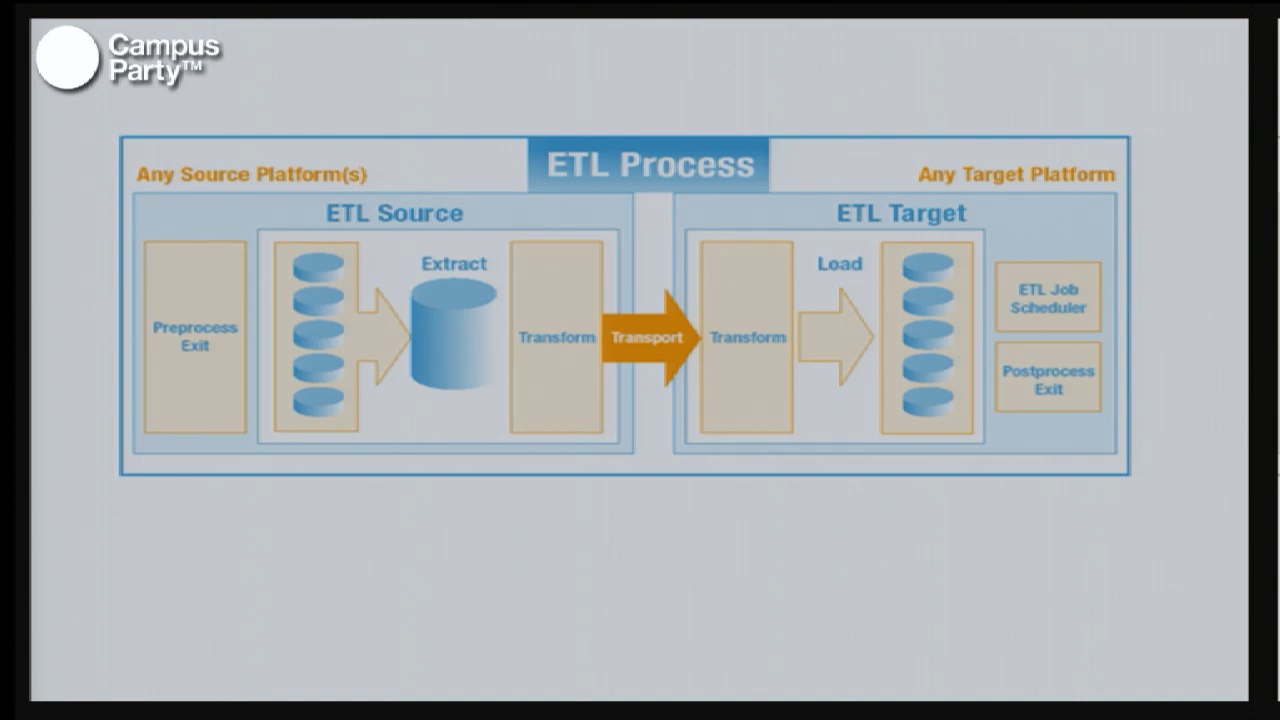 Campus
Party™
ETL Process
Any Source Platform(s)
Any Target Platform
ETL Source
ETL Target
Preprocess
Exit
Extract
Transform
Transport
Transform
Load
ETL Job
Scheduler
Postprocess
Exit